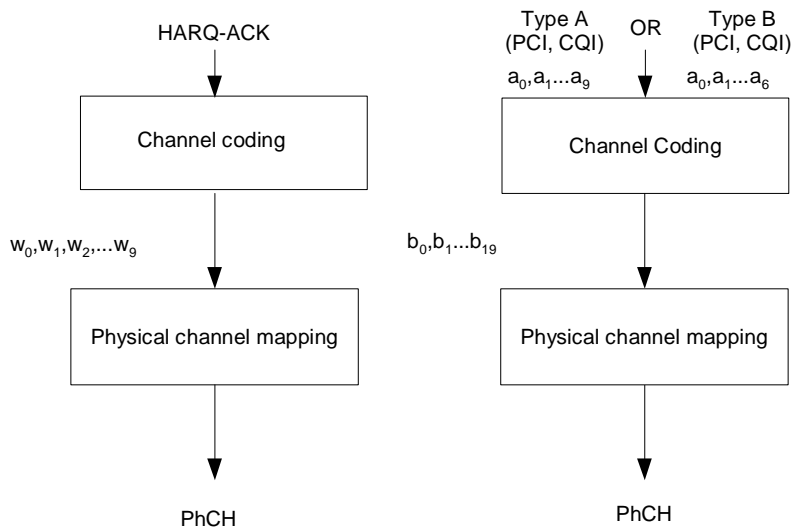 HARQ-ACK
Channel coding
w0,w1,w2,...w9
Physical channel mapping
PhCH
Type A
(PCI, CQI)
OR
Type B
(PCI, CQI)
a0,a1...a9
a0,a1...a6
Channel Coding
b0,b1...b19
Physical channel mapping
PhCH